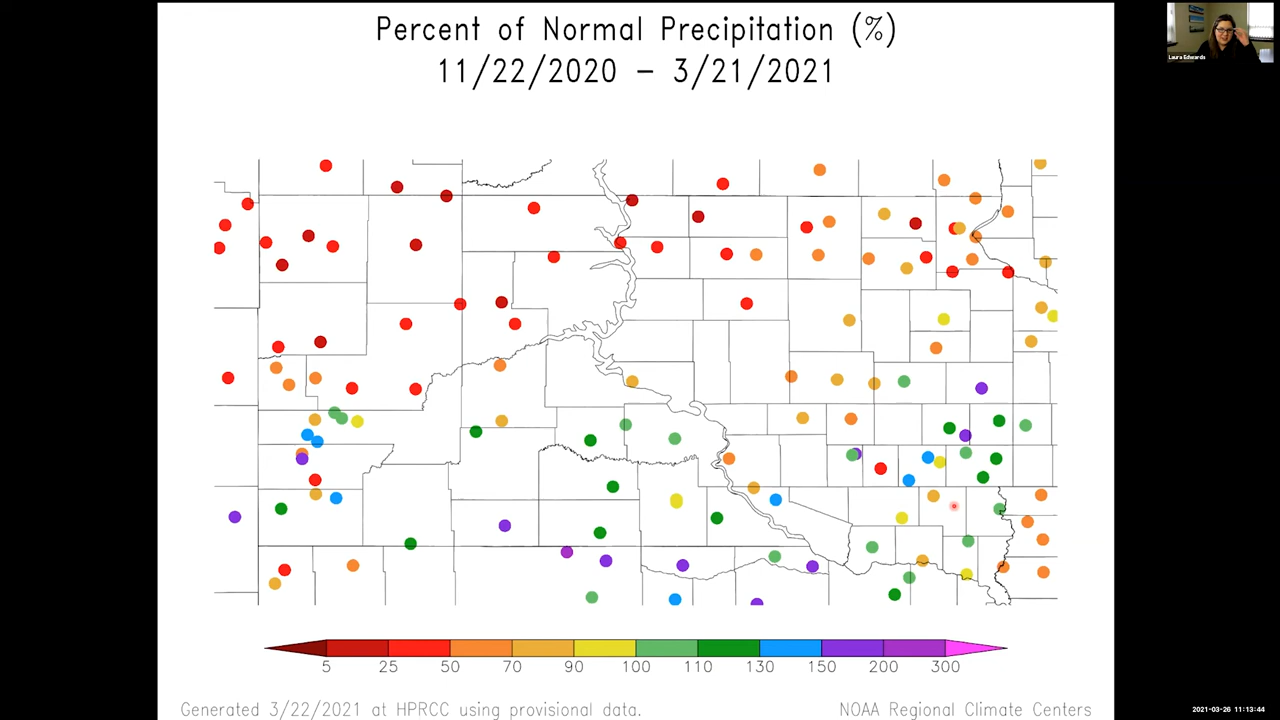 Percent of Normal Precipitation (%)
11/22/2020 – 3/21/2021
Laura Edwards
5 25 50 70 90 100 110 130 150 200 300
Generated 3/22/2021 at HPRCC using provisional data.
NOAA Regional Climate Centers
2021-03-26 11:13:44